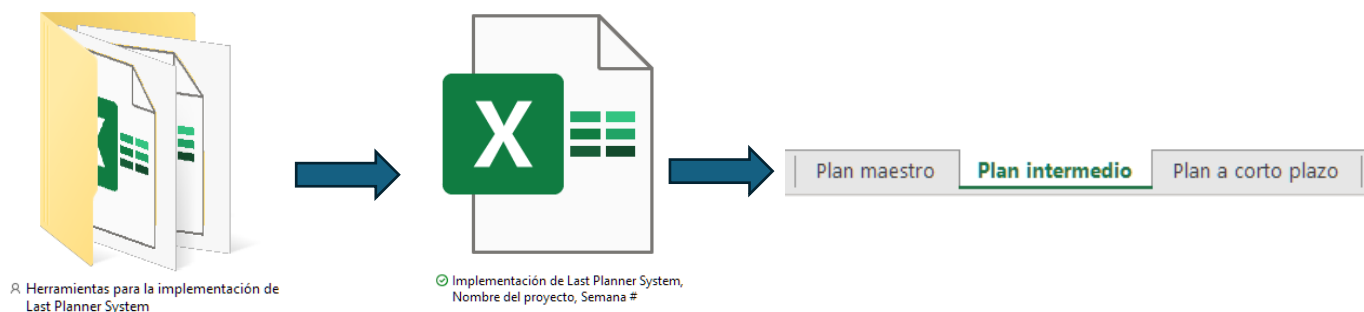 X
X
Herramientas para la implementación de
Last Planner System
Implementación de Last Planner System,
Nombre del proyecto, Semana #
Plan maestro
Plan intermedio
Plan a corto plazo